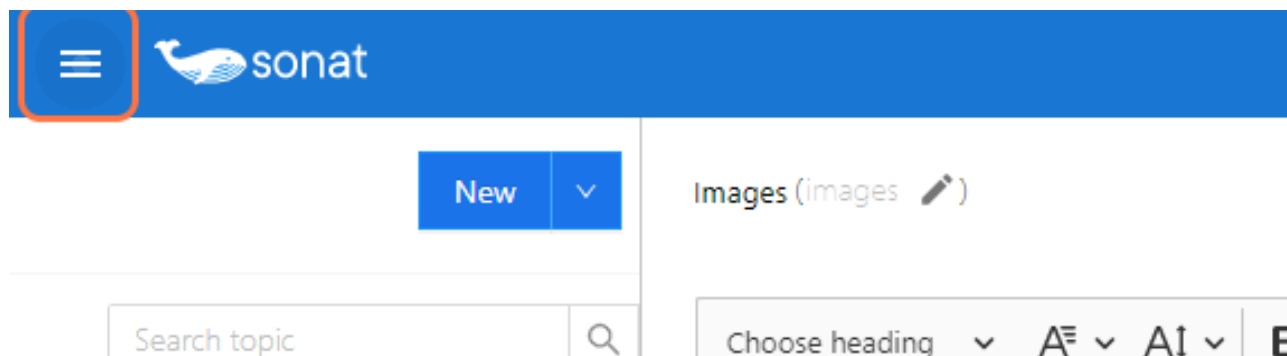 sonat
New
Images (images )
Search topic
Choose heading